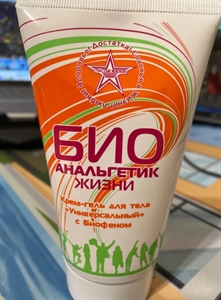 БИО
АНАЛЬГЕТИК
ЖИЗНИ
Крем-гель для тела
«Универсальный»
с Биофеном